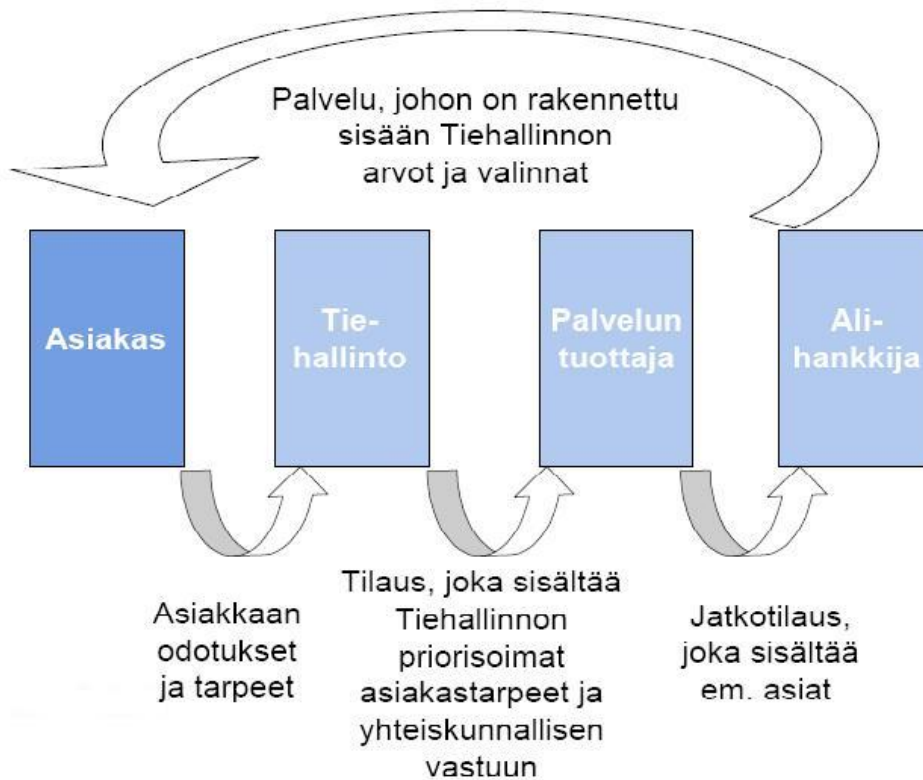 Palvelu, johon on rakennettu
sisään Tiehallinnon
arvot ja valinnat
Asiakas
Tie-
hallinto
Palvelun
tuottaja
Ali-
hankkija
Asiakkaan
odotukset
ja tarpeet
Tilaus, joka sisältää
Tiehallinnon
priorisoimat
asiakastarpeet ja
yhteiskunnallisen
vastuun
Jatkotilaus,
joka sisältää
em. asiat